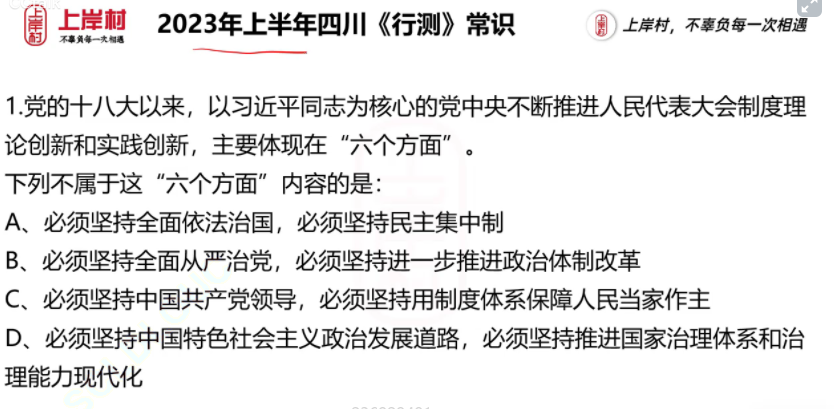 上岸村
上岸村
不辜负每一次相遇
2023年上半年四川《行测》常识
上岸村
上岸村，不辜负每一次相遇
1.党的十八大以来，以习近平同志为核心的党中央不断推进人民代表大会制度理
论创新和实践创新，主要体现在“六个方面”。
下列不属于这“六个方面”内容的是：
A、必须坚持全面依法治国，必须坚持民主集中制
B、必须坚持全面从严治党，必须坚持进一步推进政治体制改革
C、必须坚持中国共产党领导，必须坚持用制度体系保障人民当家作主
D、必须坚持中国特色社会主义政治发展道路，必须坚持推进国家治理体系和治
理能力现代化